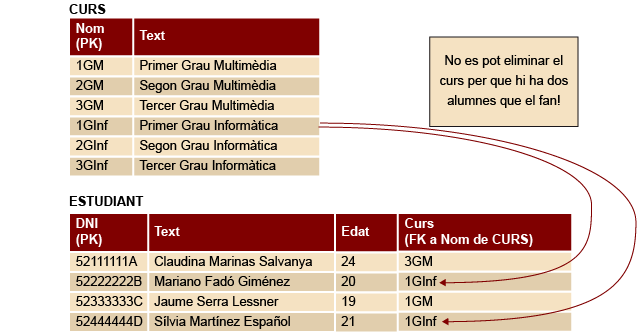 CURS
Nom
(PK)
Text
1GM Primer Grau Multimèdia
2GM Segon Grau Multimèdia
3GM Tercer Grau Multimèdia
1GInf Primer Grau Informàtica
2GInf Segon Grau Informàtica
3GInf Tercer Grau Informàtica
No es pot eliminar el
curs per que hi ha dos
alumnes que el fan!
ESTUDIANT
DNI
(PK)
Text
Edat
Curs
(FK a Nom de CURS)
52111111A Claudina Marinas Salvanya 24 3GM
52222222B Mariano Fadó Giménez 20 1GInf
52333333C Jaume Serra Lessner 19 1GM
52444444D Sílvia Martínez Español 21 1GInf